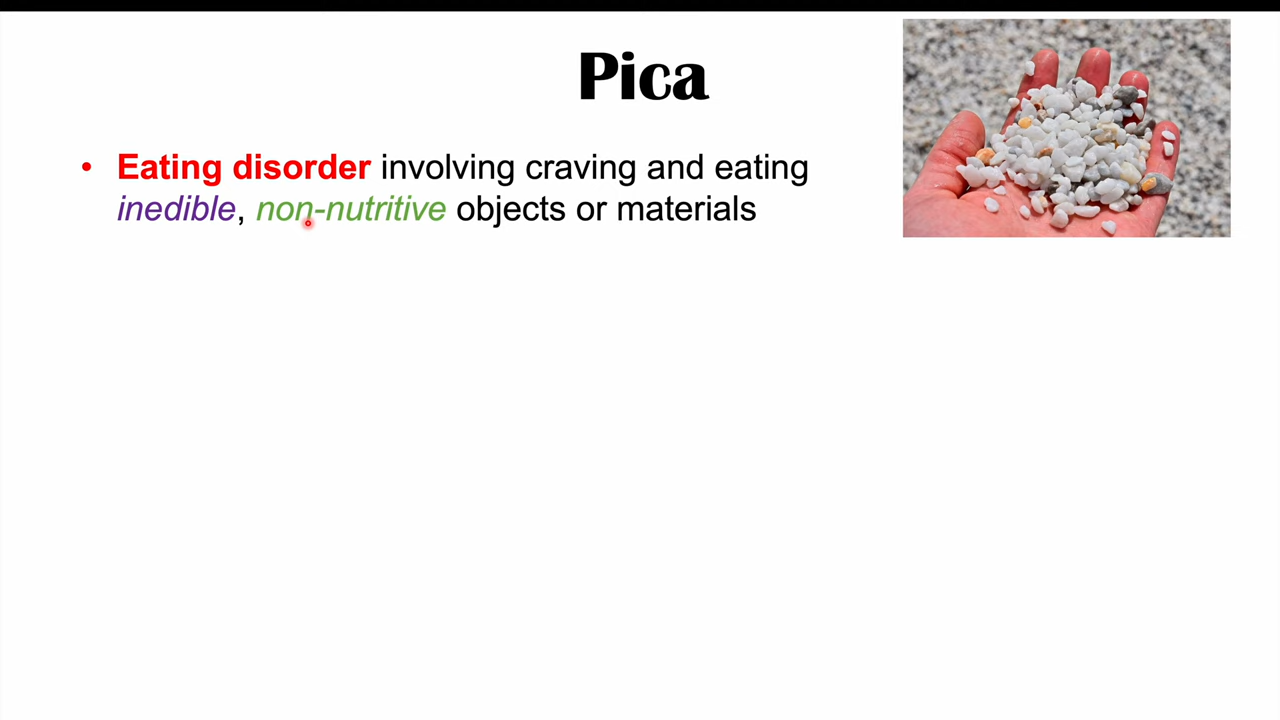 Pica
• Eating disorder involving craving and eating
inedible, non-nutritive objects or materials